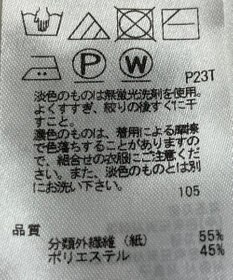 P
W
P23T
淡色のものは無蛍光洗剤を使用。
よくすすぎ、絞りの後すぐ1に干
すこと。
濃色のものは、着用による摩擦
で色落ちすることがありますの
で、組合せの衣服にご注意くだ
さい。また、淡色のものとは別
にお洗い下さい。
105
品質
分類外繊維(紙) 55%
ポリエステル 45%